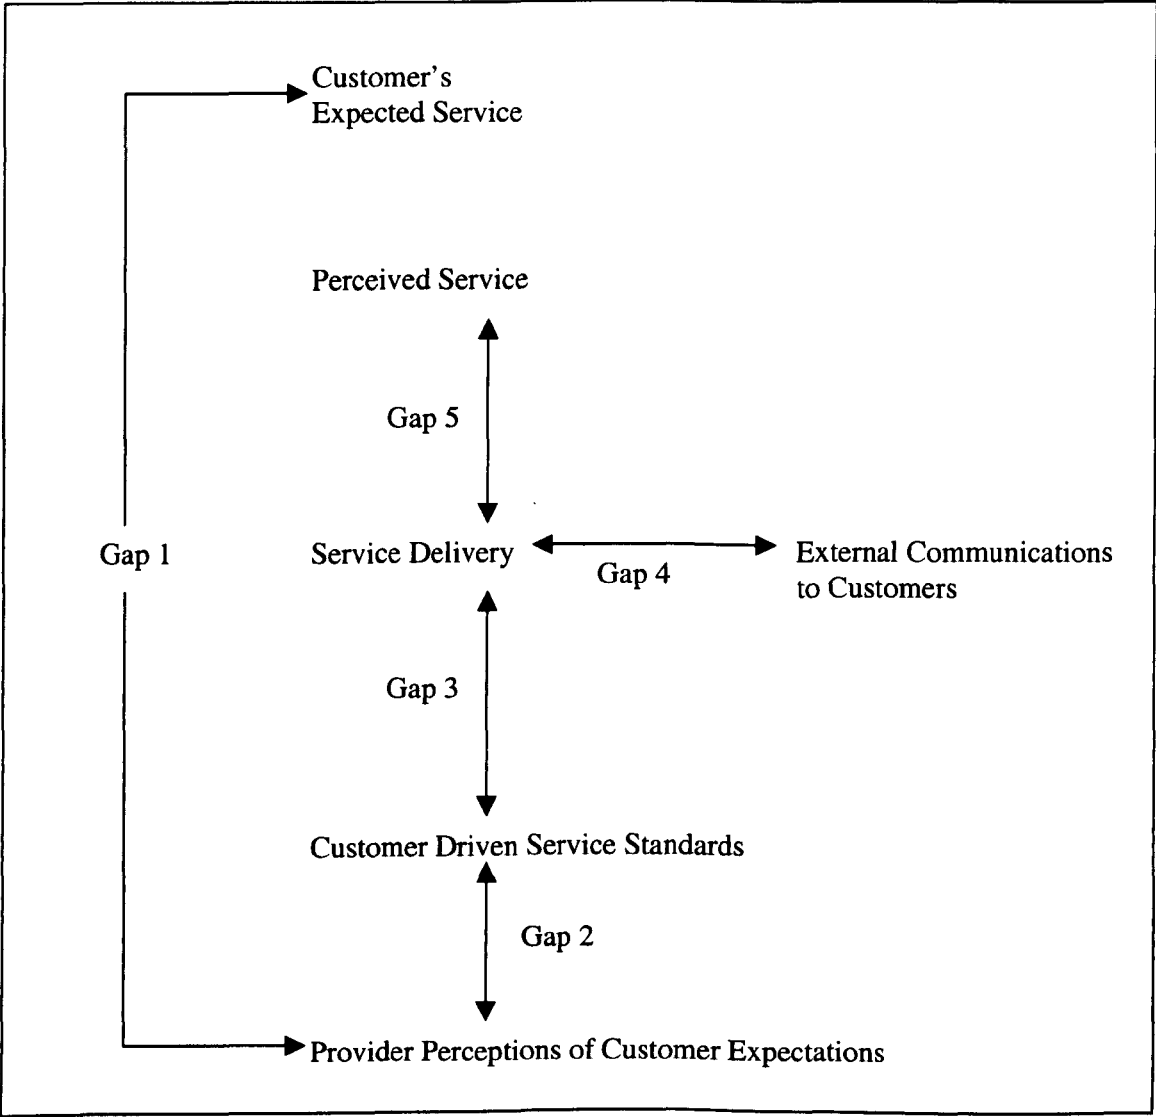 Customer's
Expected Service
Perceived Service
Gap 5
Gap 1
Service Delivery
Gap 4
External Communications
to Customers
Gap 3
Customer Driven Service Standards
Gap 2
Provider Perceptions of Customer Expectations